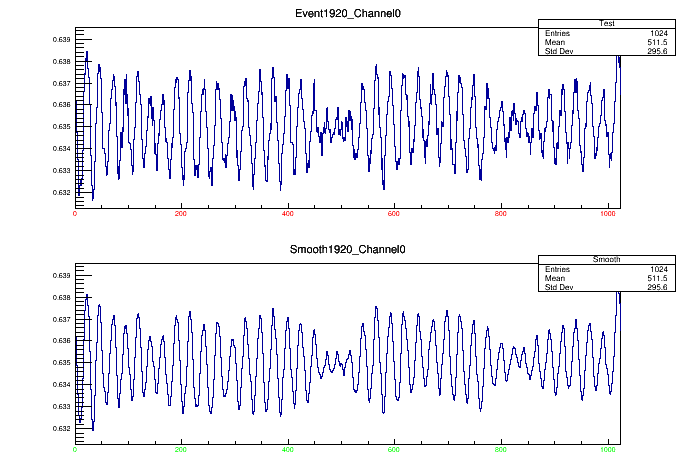 Event1920_Channel0
Test
Entries 1024
Mean 511.5
Std Dev 295.6
0.639
0.638
0.637
0.636
0.635
0.634
0.633
0.632
0 200 400 600 800 1000
Smooth1920_Channel0
Smooth
Entries 1024
Mean 511.5
Std Dev 295.6
0.639
0.638
0.637
0.636
0.635
0.634
0.633
0.632
0 200 400 600 800 1000